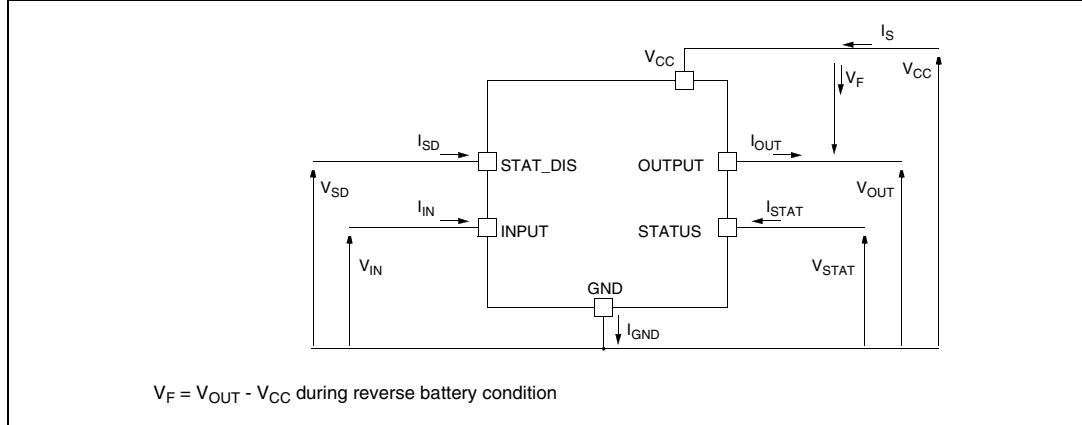 I_S
V_CC
V_F
V_CC
I_SD
I_OUT
STAT_DIS
OUTPUT
V_SD
V_OUT
I_IN
I_STAT
INPUT
STATUS
V_IN
V_STAT
GND
I_GND
V_F = V_OUT - V_CC during reverse battery condition